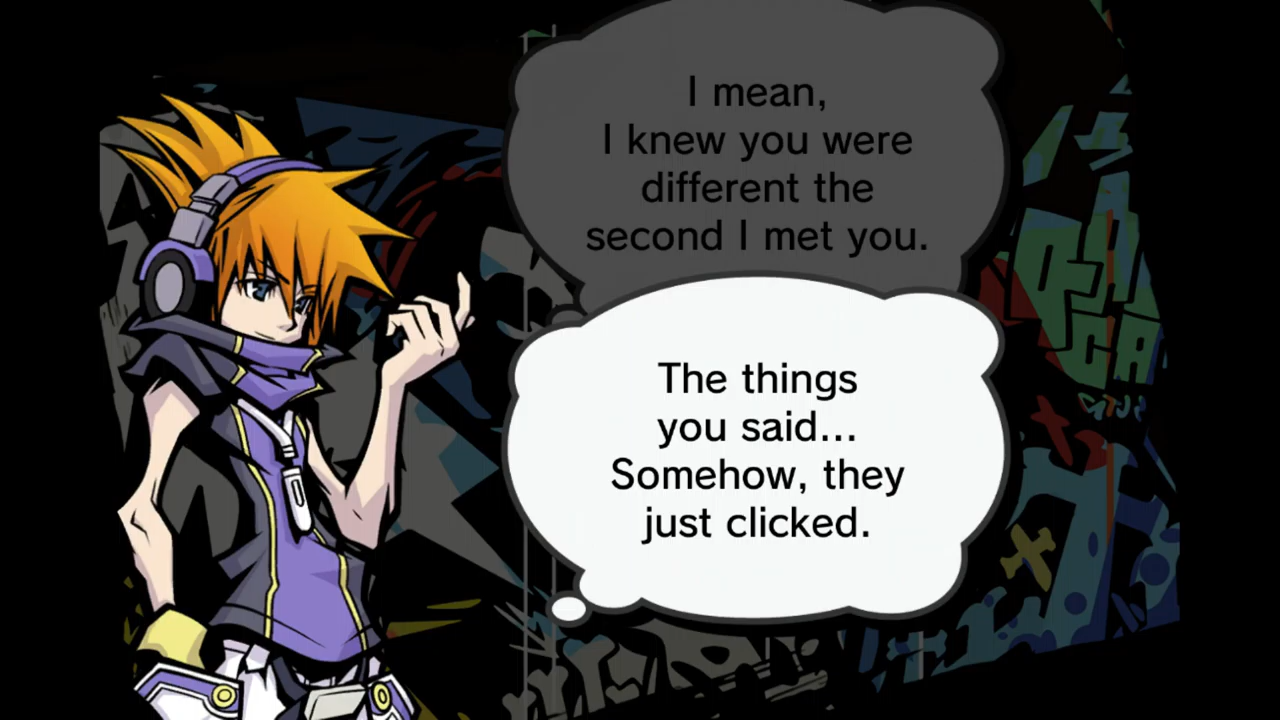 I mean,
I knew you were
different the
second I met you.
The things
you said...
Somehow, they
just clicked.